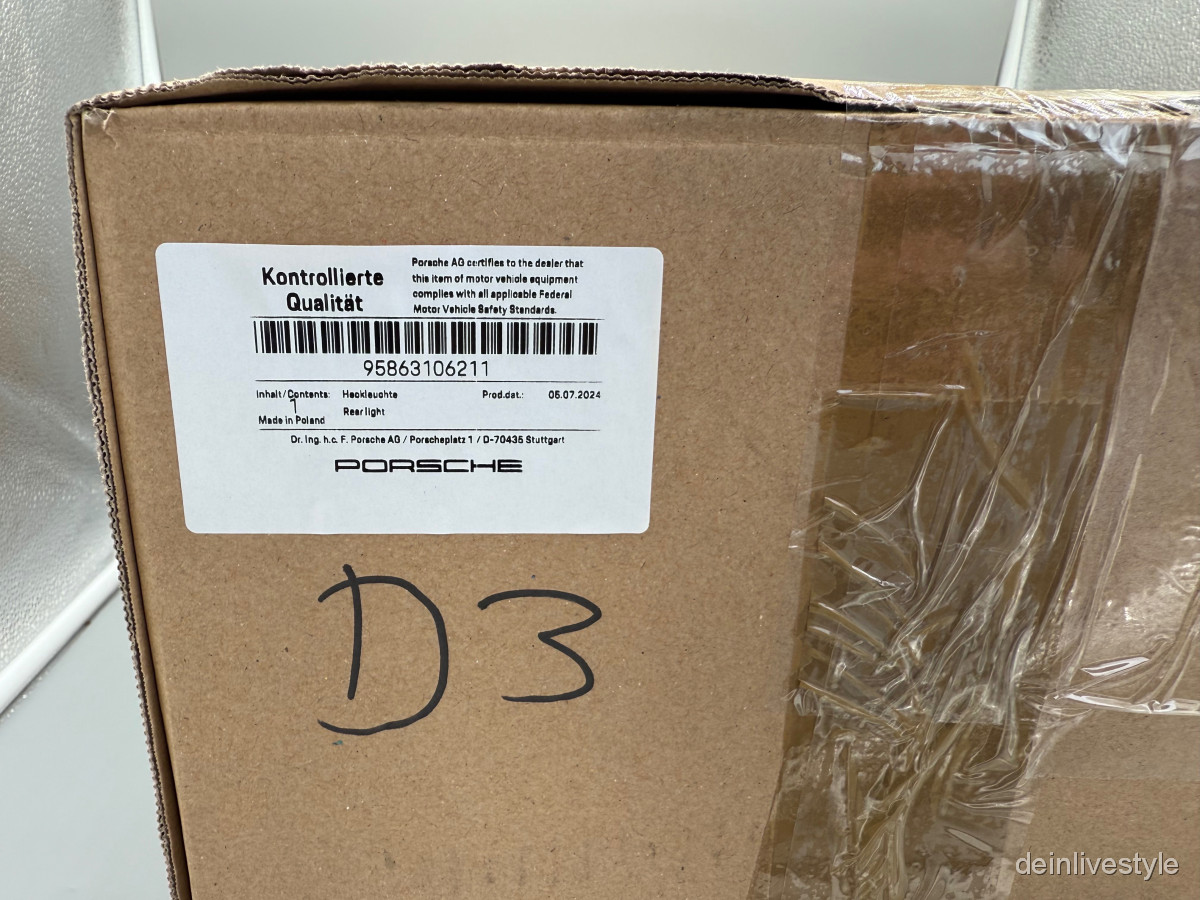 Kontrollierte
Qualität
Porsche AG certifies to the dealer that
this item of motor vehicle equipment
complies with all applicable Federal
Motor Vehicle Safety Standards.
95863106211
Inhalt/Contents: Heckleuchte Prod.dat.: 05.07.2024
1 Rear light
Made in Poland
Dr. Ing. h.c. F. Porsche AG / Porscheplatz 1 / D-70435 Stuttgart
PORSCHE
D3
deinlivestyle